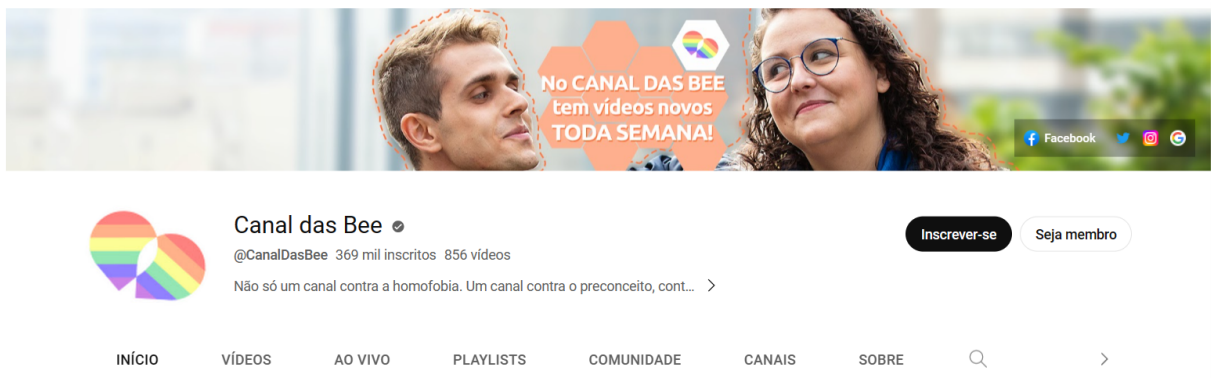 No CANAL DAS BEE
tem vídeos novos
TODA SEMANA!
Facebook
Canal das Bee
@CanalDasBee 369 mil inscritos 856 vídeos
Não só um canal contra a homofobia. Um canal contra o preconceito, cont...
Inscrever-se Seja membro
INÍCIO VÍDEOS AO VIVO PLAYLISTS COMUNIDADE CANAIS SOBRE